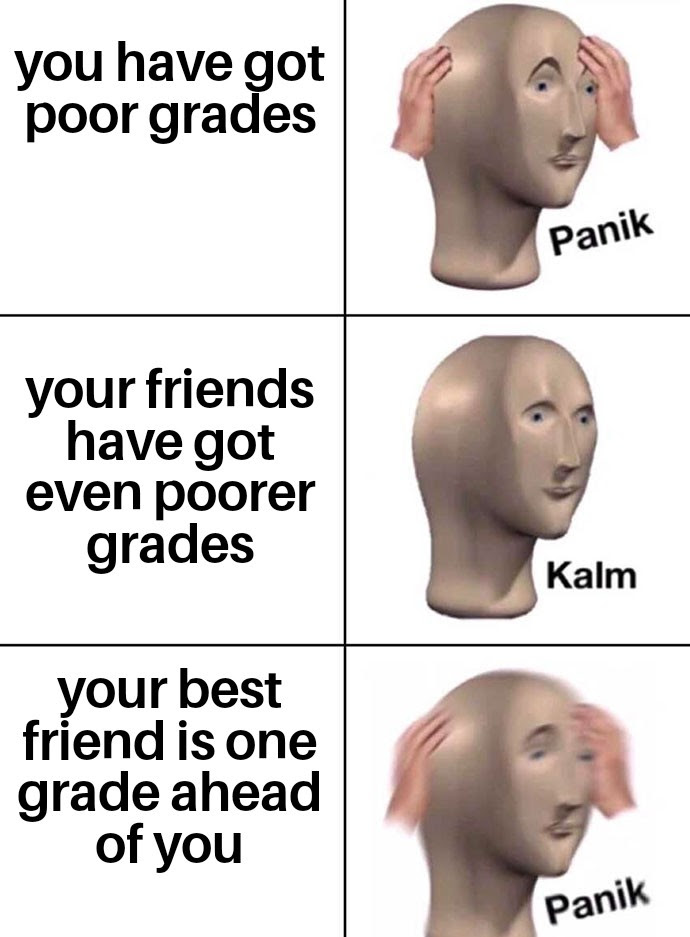 you have got
poor grades
Panik
your friends
have got
even poorer
grades
Kalm
your best
friend is one
grade ahead
of you
Panik